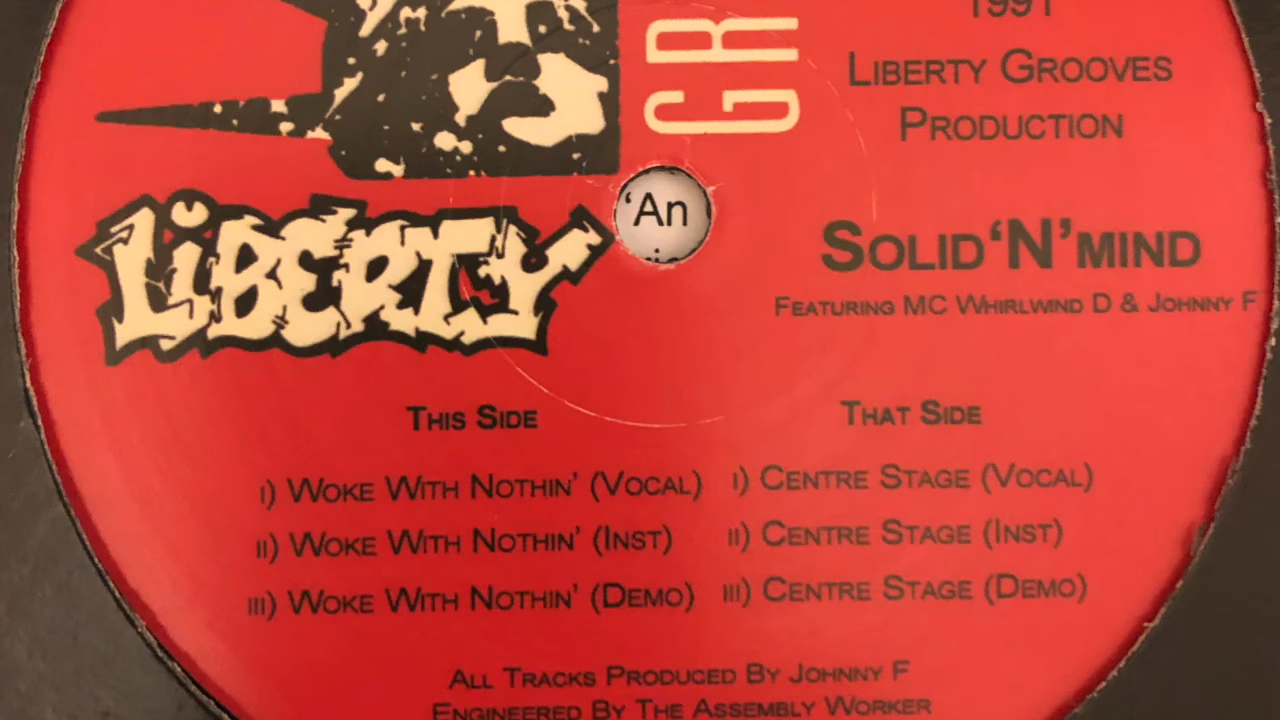 GR
1991
LIBERTY GROOVES
PRODUCTION
'An
LiBERTY
SOLID 'N' MIND
FEATURING MC WHIRLWIND D & JOHNNY F
THIS SIDE
I) WOKE WITH NOTHIN' (VOCAL)
II) WOKE WITH NOTHIN' (INST)
III) WOKE WITH NOTHIN' (DEMO)
THAT SIDE
I) CENTRE STAGE (VOCAL)
II) CENTRE STAGE (INST)
III) CENTRE STAGE (DEMO)
ALL TRACKS PRODUCED BY JOHNNY F
ENGINEERED BY THE ASSEMBLY WORKER